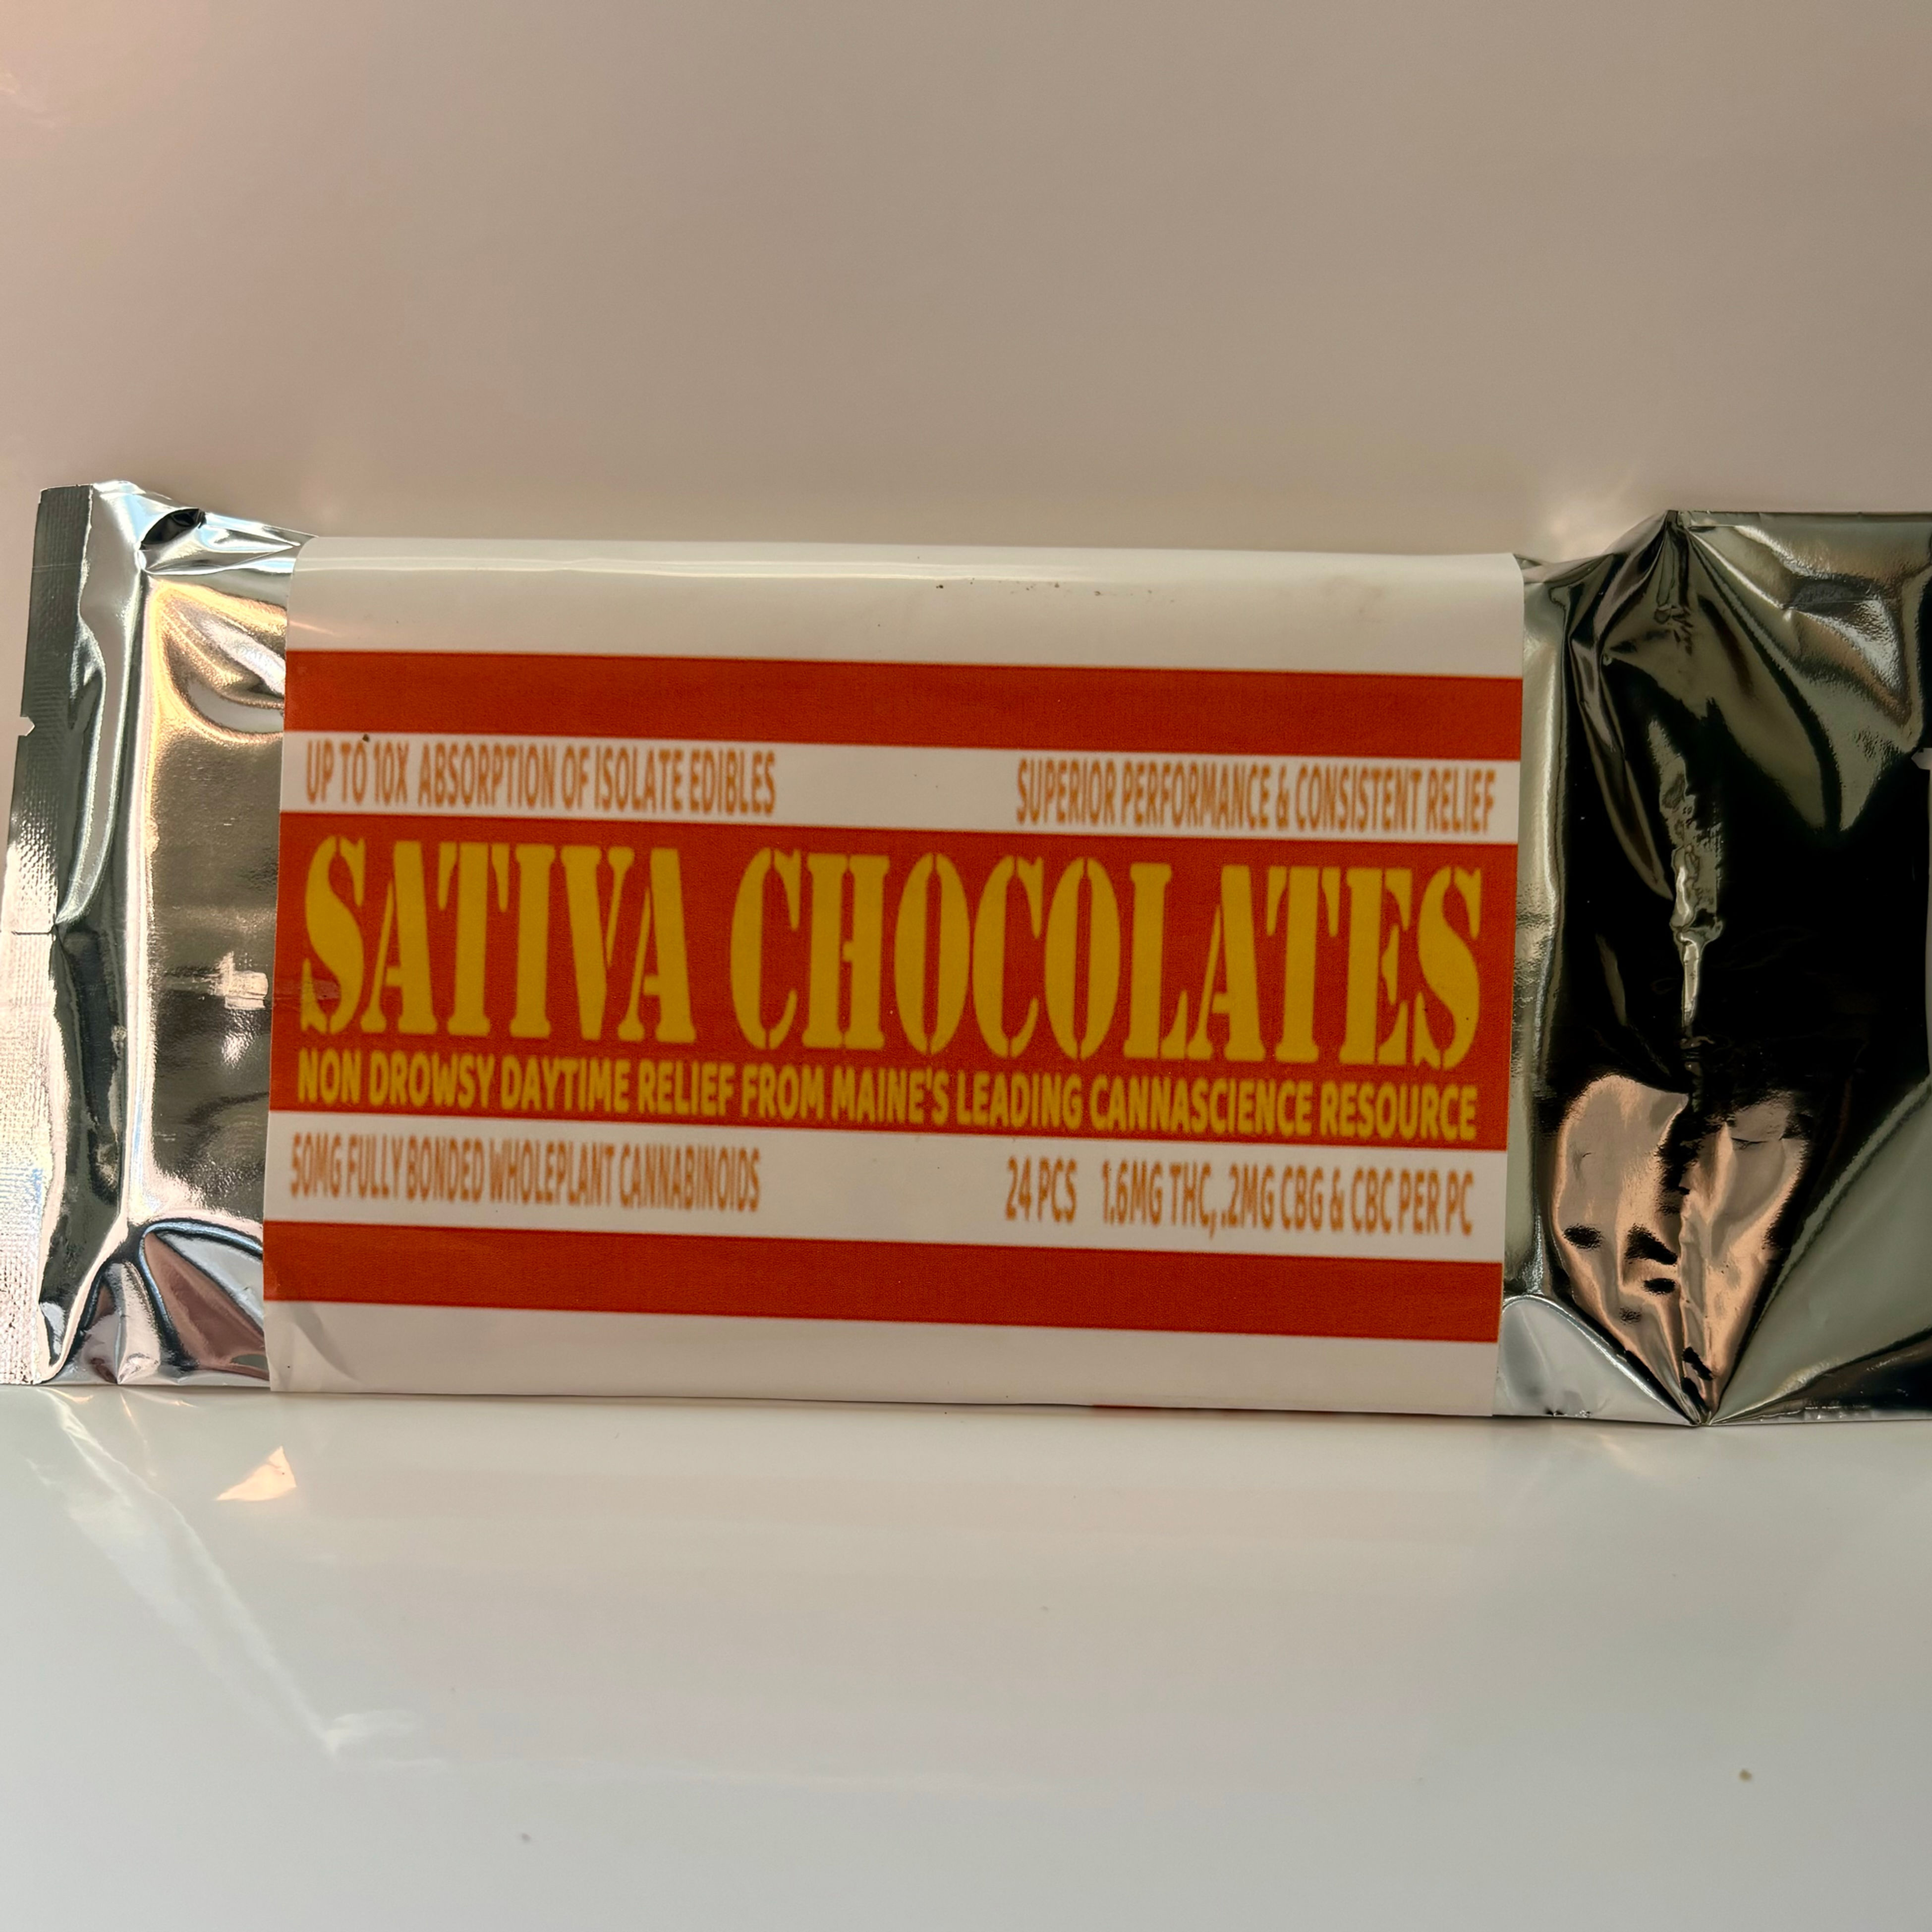 UP TO 10X ABSORPTION OF ISOLATE EDIBLES
SUPERIOR PERFORMANCE & CONSISTENT RELIEF
SATIVA CHOCOLATES
NON DROWSY DAYTIME RELIEF FROM MAINE'S LEADING CANNASCIENCE RESOURCE
50MG FULLY BONDED WHOLEPLANT CANNABINOIDS
24 PCS 1.6MG THC, .2MG CBG & CBC PER PC